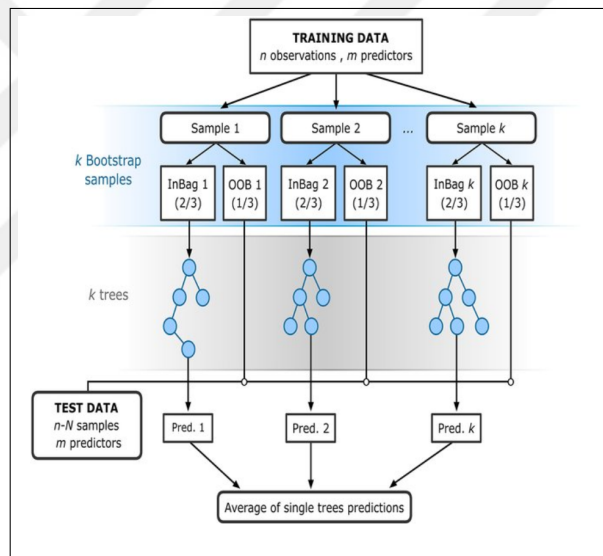 TRAINING DATA
n observations , m predictors
Sample 1
Sample 2
...
Sample k
k Bootstrap
samples
InBag 1
(2/3)
OOB 1
(1/3)
InBag 2
(2/3)
OOB 2
(1/3)
InBag k
(2/3)
OOB k
(1/3)
k trees
TEST DATA
n-N samples
m predictors
Pred. 1
Pred. 2
Pred. k
Average of single trees predictions